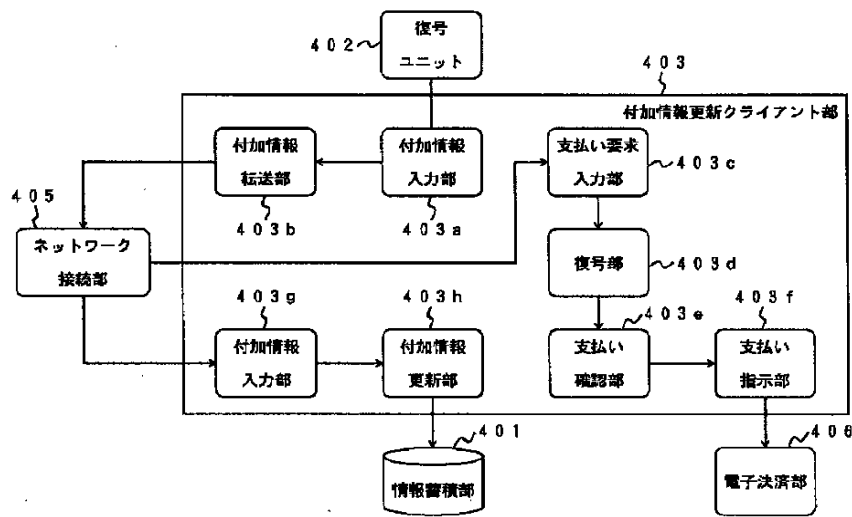 復号
ユニット
402
403
付加情報更新クライアント部
付加情報
転送部
403b
付加情報
入力部
403a
支払い要求
入力部
403c
405
ネットワーク
接続部
復号部
403d
403g
付加情報
入力部
403h
付加情報
更新部
403e
支払い
確認部
403f
支払い
指示部
401
情報蓄積部
406
電子決済部